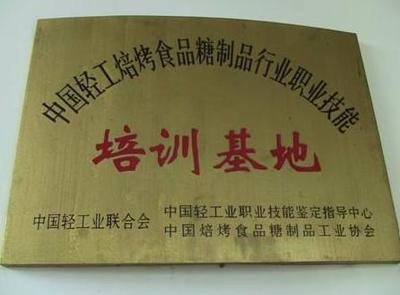 中国轻工焙烤食品糖制品行业职业技能
培训基地
中国轻工业联合会
中国轻工业职业技能鉴定指导中心
中国焙烤食品糖制品工业协会